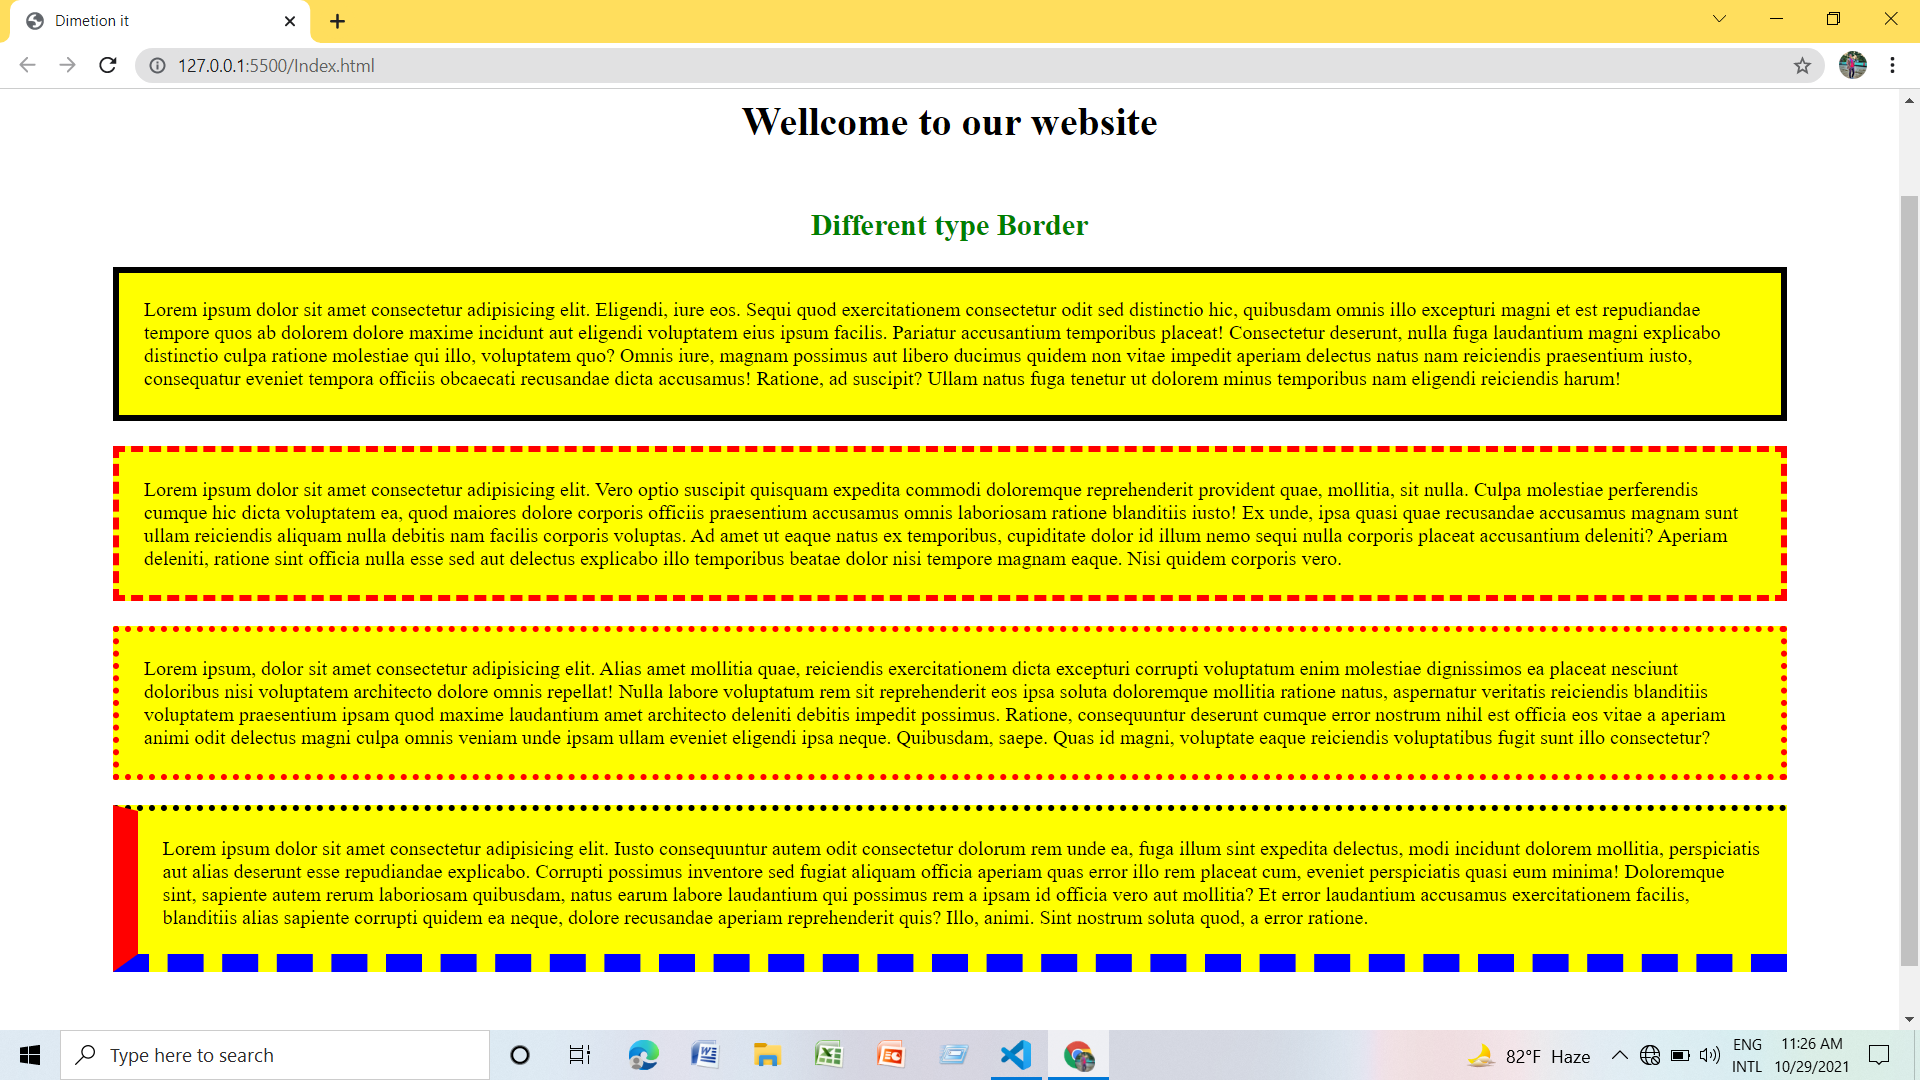 Dimetion it
127.0.0.1:5500/Index.html
Wellcome to our website
Different type Border
Lorem ipsum dolor sit amet consectetur adipisicing elit. Eligendi, iure eos. Sequi quod exercitationem consectetur odit sed distinctio hic, quibusdam omnis illo excepturi magni et est repudiandae
tempore quos ab dolorem dolore maxime incidunt aut eligendi voluptatem eius ipsum facilis. Pariatur accusantium temporibus placeat! Consectetur deserunt, nulla fuga laudantium magni explicabo
distinctio culpa ratione molestiae qui illo, voluptatem quo? Omnis iure, magnam possimus aut libero ducimus quidem non vitae impedit aperiam delectus natus nam reiciendis praesentium iusto,
consequatur eveniet tempora officiis obcaecati recusandae dicta accusamus! Ratione, ad suscipit? Ullam natus fuga tenetur ut dolorem minus temporibus nam eligendi reiciendis harum!
Lorem ipsum dolor sit amet consectetur adipisicing elit. Vero optio suscipit quisquam expedita commodi doloremque reprehenderit provident quae, mollitia, sit nulla. Culpa molestiae perferendis
cumque hic dicta voluptatem ea, quod maiores dolore corporis officiis praesentium accusamus omnis laboriosam ratione blanditiis iusto! Ex unde, ipsa quasi quae recusandae accusamus magnam sunt
ullam reiciendis aliquam nulla debitis nam facilis corporis voluptas. Ad amet ut eaque natus ex temporibus, cupiditate dolor id illum nemo sequi nulla corporis placeat accusantium deleniti? Aperiam
deleniti, ratione sint officia nulla esse sed aut delectus explicabo illo temporibus beatae dolor nisi tempore magnam eaque. Nisi quidem corporis vero.
Lorem ipsum, dolor sit amet consectetur adipisicing elit. Alias amet mollitia quae, reiciendis exercitationem dicta excepturi corrupti voluptatum enim molestiae dignissimos ea placeat nesciunt
doloribus nisi voluptatem architecto dolore omnis repellat! Nulla labore voluptatum rem sit reprehenderit eos ipsa soluta doloremque mollitia ratione natus, aspernatur veritatis reiciendis blanditiis
voluptatem praesentium ipsam quod maxime laudantium amet architecto deleniti debitis impedit possimus. Ratione, consequuntur deserunt cumque error nostrum nihil est officia eos vitae a aperiam
animi odit delectus magni culpa omnis veniam unde ipsam ullam eveniet eligendi ipsa neque. Quibusdam, saepe. Quas id magni, voluptate eaque reiciendis voluptatibus fugit sunt illo consectetur?
Lorem ipsum dolor sit amet consectetur adipisicing elit. Iusto consequuntur autem odit consectetur dolorum rem unde ea, fuga illum sint expedita delectus, modi incidunt dolorem mollitia, perspiciatis
aut alias deserunt esse repudiandae explicabo. Corrupti possimus inventore sed fugiat aliquam officia aperiam quas error illo rem placeat cum, eveniet perspiciatis quasi eum minima! Doloremque
sint, sapiente autem rerum laboriosam quibusdam, natus earum labore laudantium qui possimus rem a ipsam id officia vero aut mollitia? Et error laudantium accusamus exercitationem facilis,
blanditiis alias sapiente corrupti quidem ea neque, dolore recusandae aperiam reprehenderit quis? Illo, animi. Sint nostrum soluta quod, a error ratione.
Type here to search
82°F Haze
ENG
INTL
11:26 AM
10/29/2021